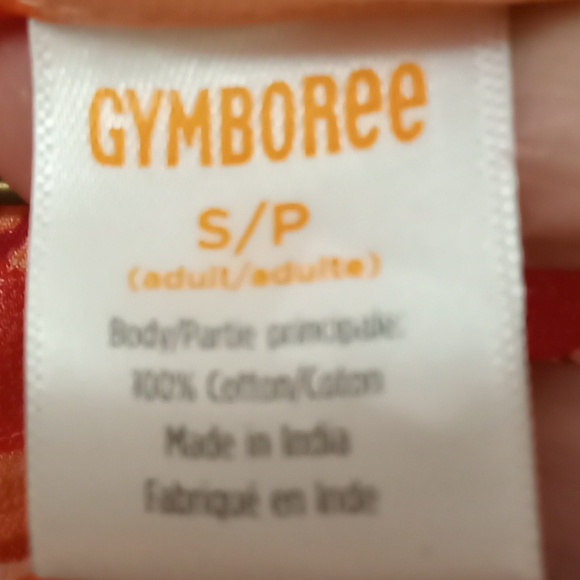 GYMBOREE
S/P
(adult/adulte)
Body/Partie principale:
100% Cotton/Coton
Made in India
Fabriqué en Inde